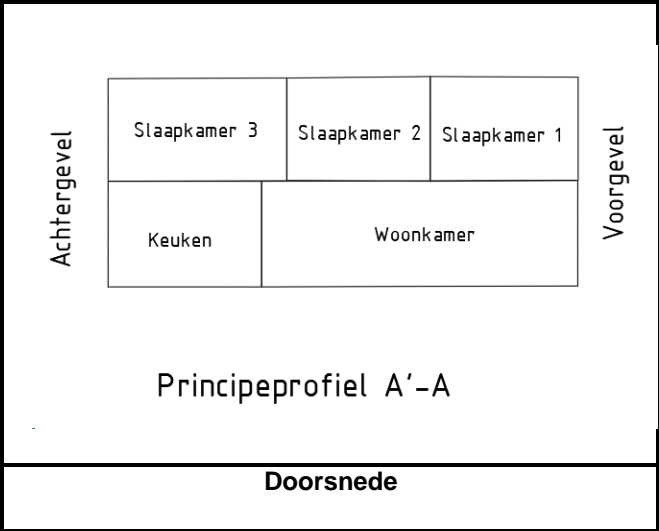 Achtergevel
Slaapkamer 3
Slaapkamer 2
Slaapkamer 1
Voorgevel
Keuken
Woonkamer
Principeprofiel A'-A
Doorsnede